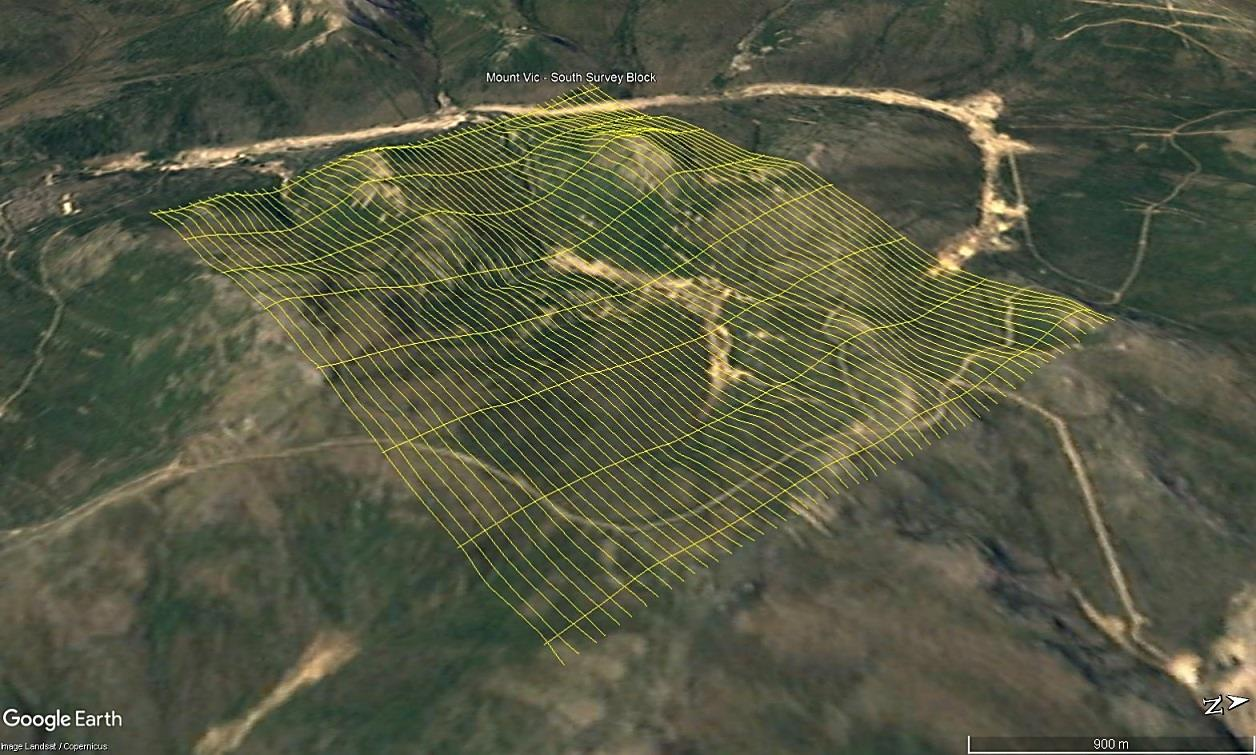 Mount Vic - South Survey Block
Google Earth
Image Landsat / Copernicus
N
900 m